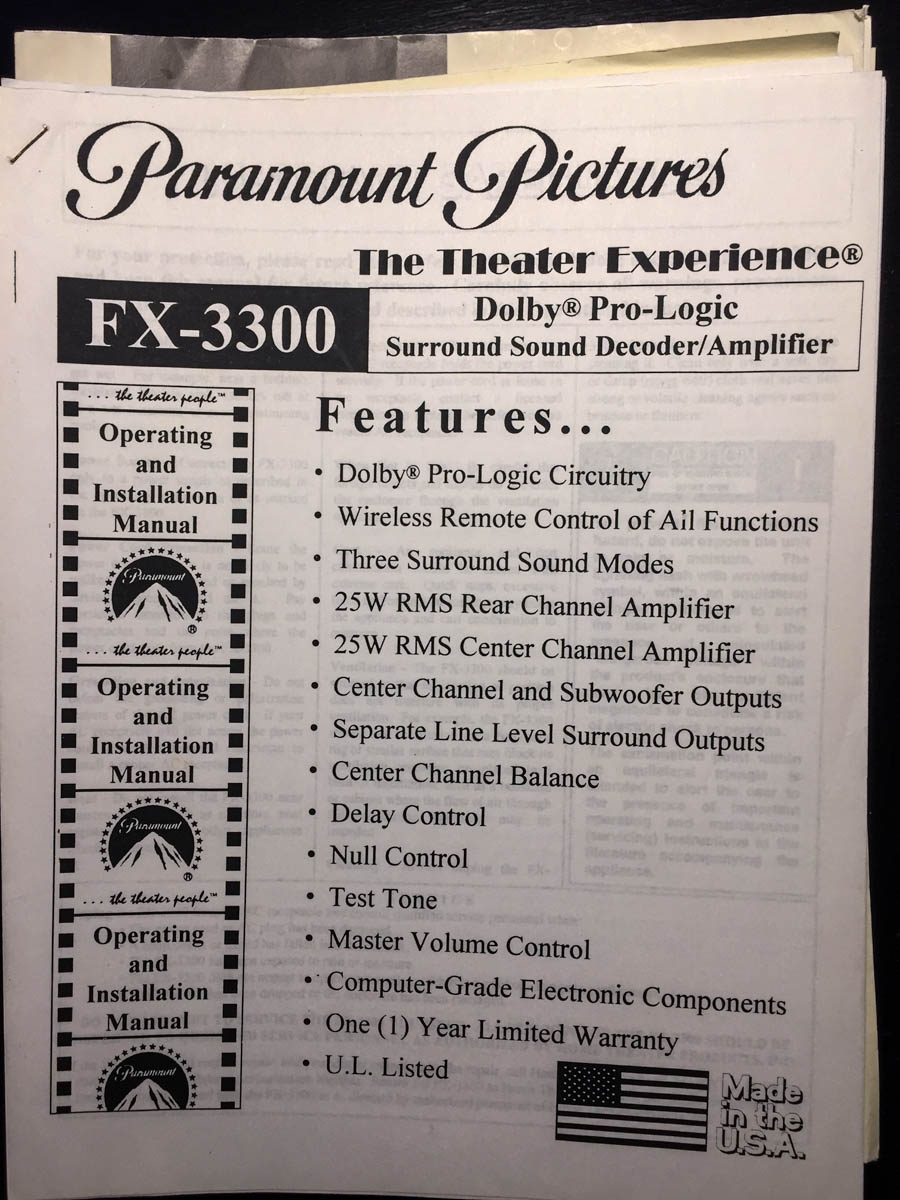 Paramount Pictures
The Theater Experience®
FX-3300
Dolby® Pro-Logic
Surround Sound Decoder/Amplifier
. . . the theater people™
Operating
and
Installation
Manual
Paramount
®
. . . the theater people™
Operating
and
Installation
Manual
Paramount
®
. . . the theater people™
Operating
and
Installation
Manual
Paramount
Features...
• Dolby® Pro-Logic Circuitry
• Wireless Remote Control of All Functions
• Three Surround Sound Modes
• 25W RMS Rear Channel Amplifier
• 25W RMS Center Channel Amplifier
• Center Channel and Subwoofer Outputs
• Separate Line Level Surround Outputs
• Center Channel Balance
• Delay Control
• Null Control
• Test Tone
• Master Volume Control
• Computer-Grade Electronic Components
• One (1) Year Limited Warranty
• U.L. Listed
Made
in the
U.S.A.